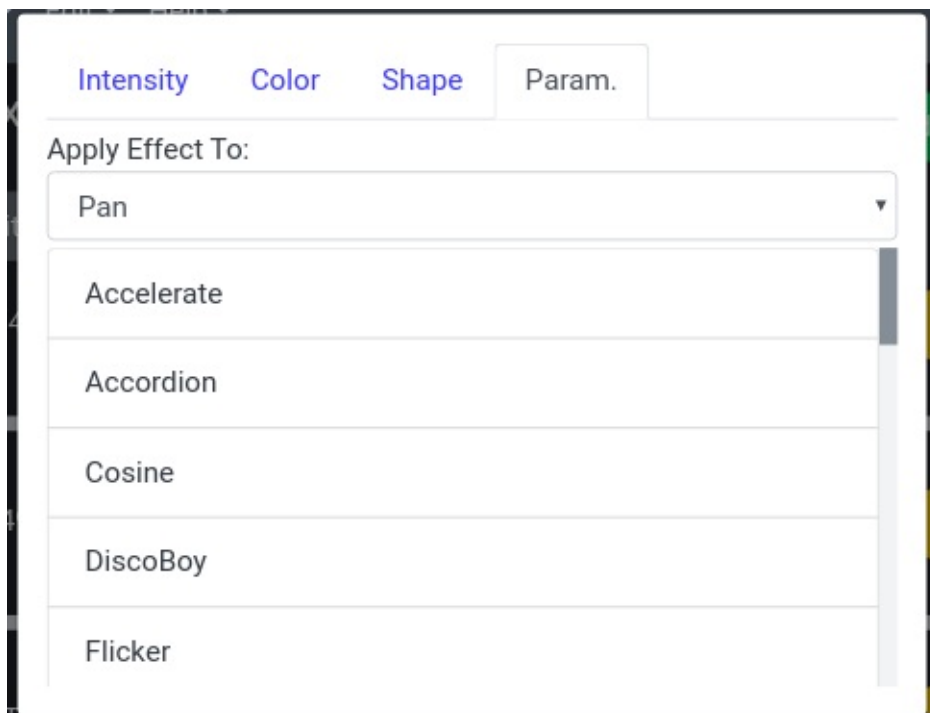 Intensity Color Shape Param.
Apply Effect To:
Pan
Accelerate
Accordion
Cosine
DiscoBoy
Flicker